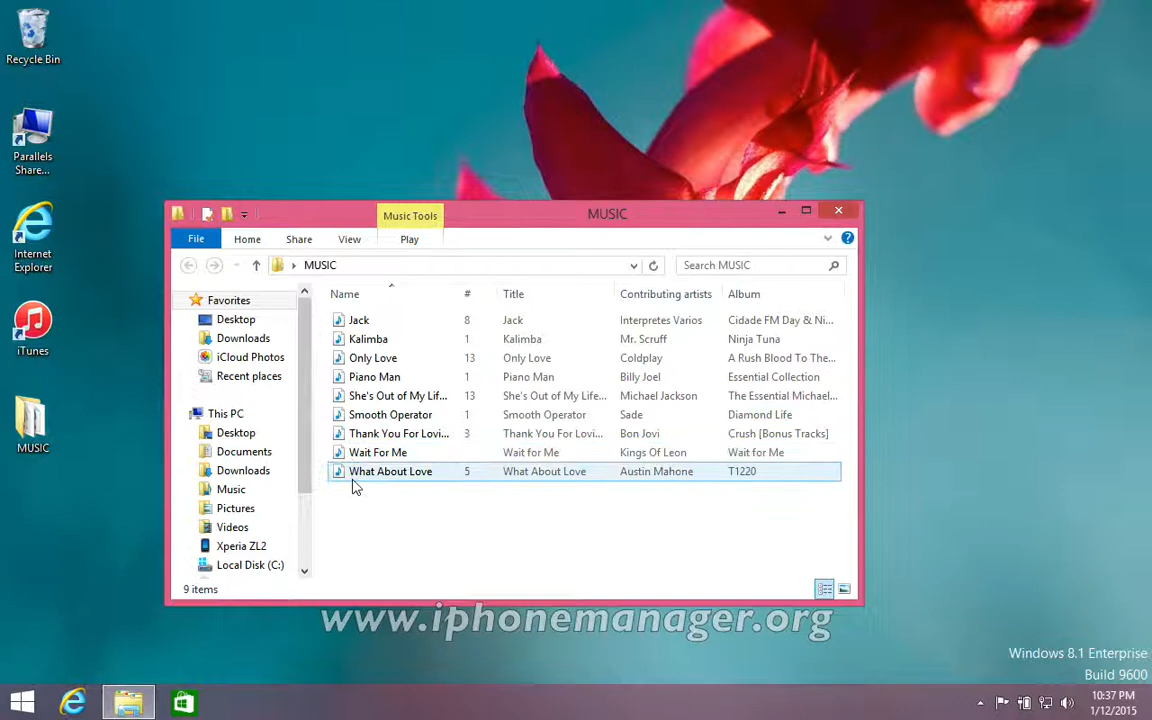 Recycle Bin
Parallels
Share...
Internet
Explorer
iTunes
MUSIC
Music Tools
MUSIC
File Home Share View Play
MUSIC
Search MUSIC
Name # Title Contributing artists Album
Jack 8 Jack Interpretes Varios Cidade FM Day & Ni...
Kalimba 1 Kalimba Mr. Scruff Ninja Tuna
Only Love 13 Only Love Coldplay A Rush Blood To The...
Piano Man 1 Piano Man Billy Joel Essential Collection
She's Out of My Lif... 13 She's Out of My Life... Michael Jackson The Essential Michael...
Smooth Operator 1 Smooth Operator Sade Diamond Life
Thank You For Lovi... 3 Thank You For Lovi... Bon Jovi Crush [Bonus Tracks]
Wait For Me Wait for Me Kings Of Leon Wait for Me
What About Love 5 What About Love Austin Mahone T1220
Favorites
Desktop
Downloads
iCloud Photos
Recent places
This PC
Desktop
Documents
Downloads
Music
Pictures
Videos
Xperia ZL2
Local Disk (C:)
9 items
www.iphonemanager.org
Windows 8.1 Enterprise
Build 9600
10:37 PM
1/12/2015